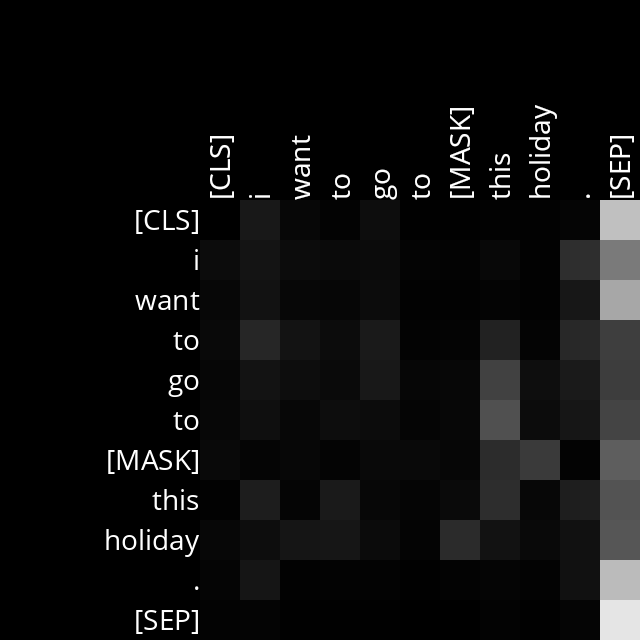 [CLS] i want to go to [MASK] this holiday . [SEP]
[CLS]
i
want
to
go
to
[MASK]
this
holiday
.
[SEP]